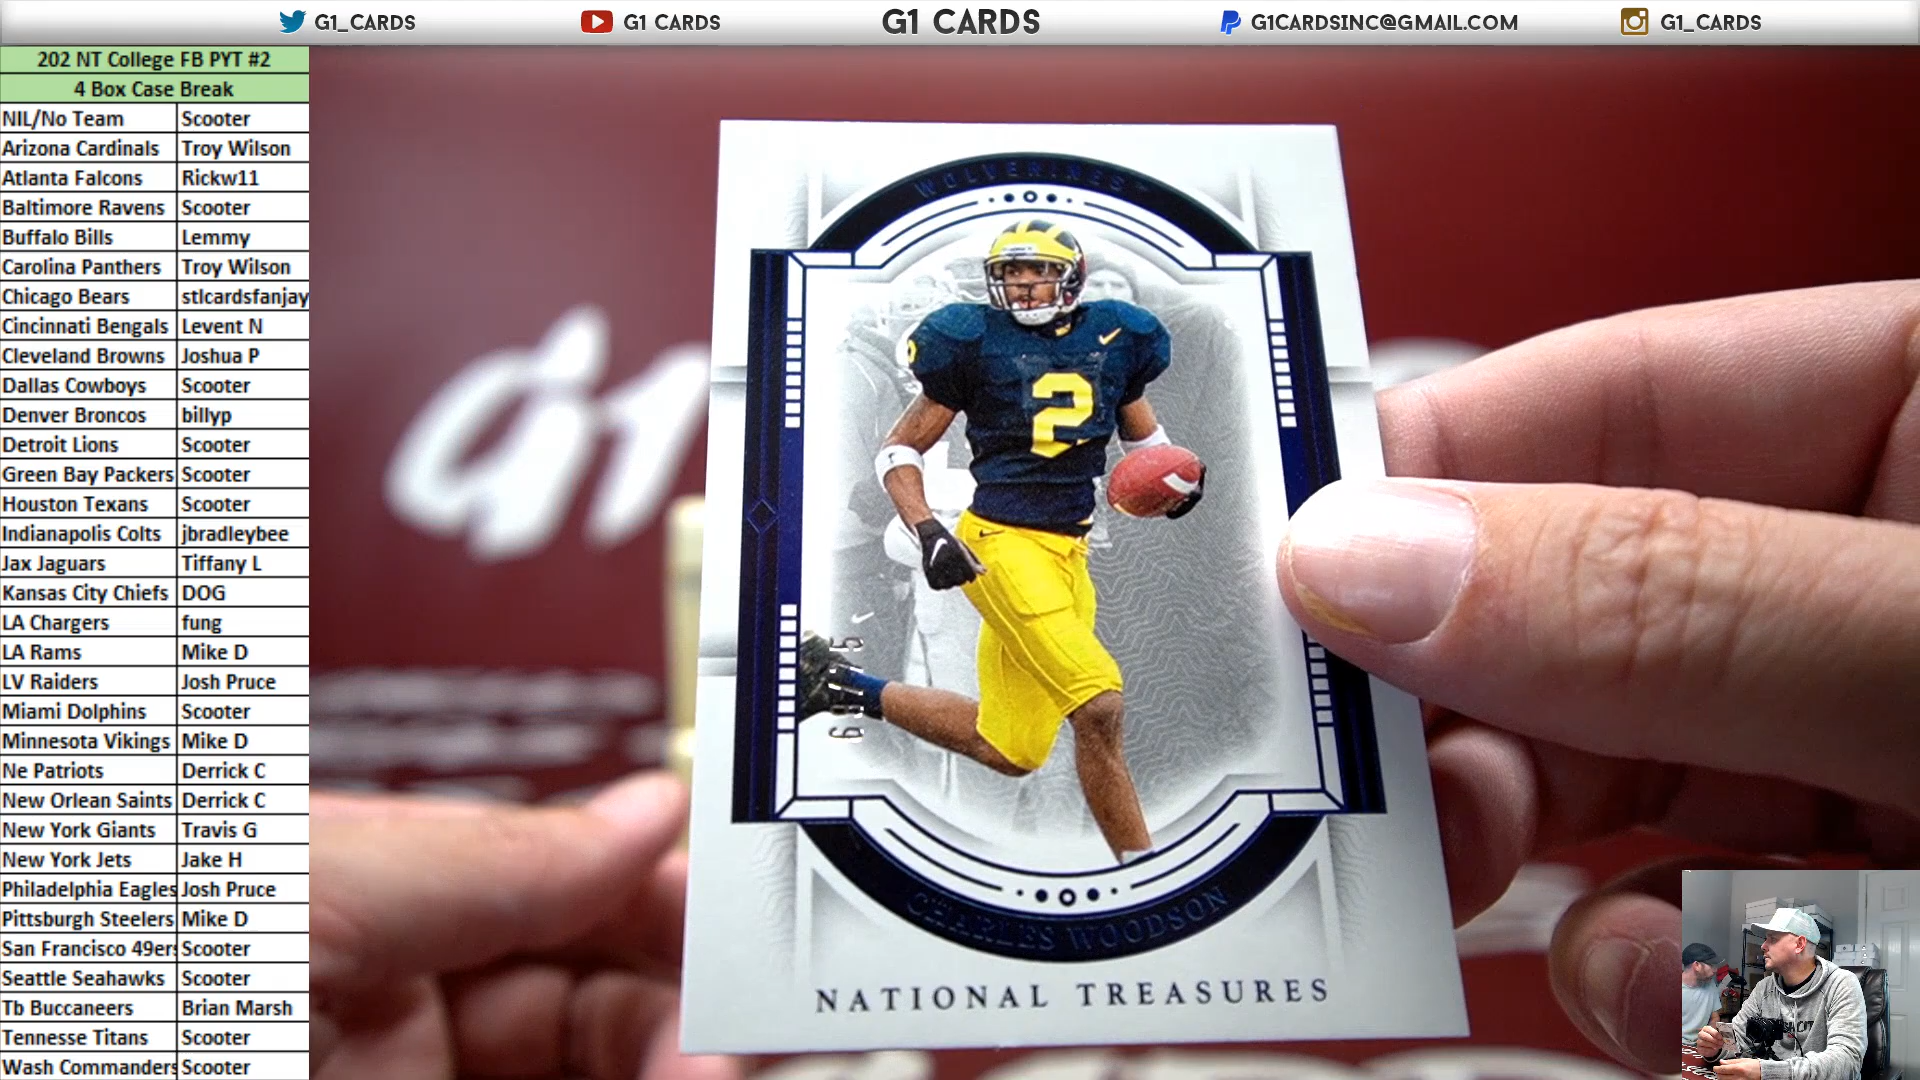 G1_CARDS G1 CARDS G1 CARDS G1CARDSINC@GMAIL.COM G1_CARDS
202 NT College FB PYT #2
4 Box Case Break
NIL/No Team Scooter
Arizona Cardinals Troy Wilson
Atlanta Falcons Rickw11
Baltimore Ravens Scooter
Buffalo Bills Lemmy
Carolina Panthers Troy Wilson
Chicago Bears stlcardsfanjay
Cincinnati Bengals Levent N
Cleveland Browns Joshua P
Dallas Cowboys Scooter
Denver Broncos billyp
Detroit Lions Scooter
Green Bay Packers Scooter
Houston Texans Scooter
Indianapolis Colts jbradleybee
Jax Jaguars Tiffany L
Kansas City Chiefs DOG
LA Chargers fung
LA Rams Mike D
LV Raiders Josh Pruce
Miami Dolphins Scooter
Minnesota Vikings Mike D
Ne Patriots Derrick C
New Orlean Saints Derrick C
New York Giants Travis G
New York Jets Jake H
Philadelphia Eagles Josh Pruce
Pittsburgh Steelers Mike D
San Francisco 49ers Scooter
Seattle Seahawks Scooter
Tb Buccaneers Brian Marsh
Tennesse Titans Scooter
Wash Commanders Scooter
G1
WOLVERINES
2
CHARLES WOODSON
NATIONAL TREASURES